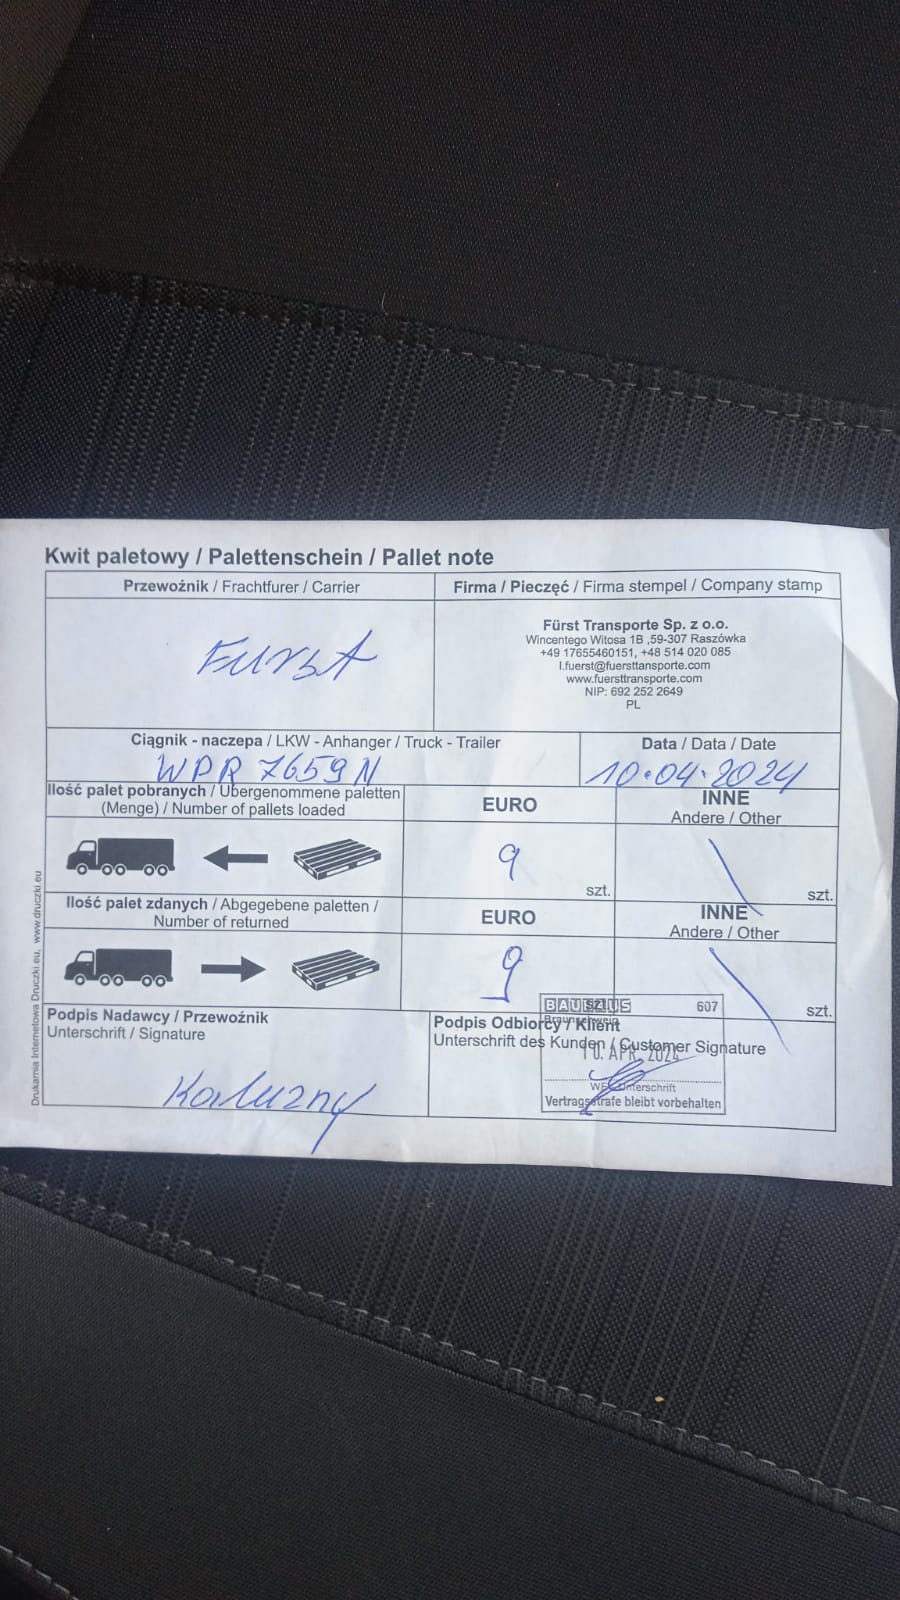 Kwit paletowy / Palettenschein / Pallet note
Przewoźnik / Frachtfurer / Carrier
Firma / Pieczęć / Firma stempel / Company stamp
Furst
Fürst Transporte Sp. z o.o.
Wincentego Witosa 1B ,59-307 Raszówka
+49 17655460151, +48 514 020 085
l.fuerst@fuersttansporte.com
www.fuersttransporte.com
NIP: 692 252 2649
PL
Ciągnik - naczepa / LKW - Anhanger / Truck - Trailer
WPR 7659N
Data / Data / Date
10.04.2024
Ilość palet pobranych / Übergenommene paletten
(Menge) / Number of pallets loaded
EURO
INNE
Andere / Other
9
szt.
szt.
Ilość palet zdanych / Abgegebene paletten /
Number of returned
EURO
INNE
Andere / Other
9
szt.
szt.
Podpis Nadawcy / Przewoźnik
Unterschrift / Signature
Kałuzny
Podpis Odbiorcy / Klient
Unterschrift des Kunden / Customer Signature
BAUHAUS 607
Braunschweig
10. APR. 2024
WE Unterschrift
Vertragsstrafe bleibt vorbehalten
Drukarnia Internetowa Druczki.eu, www.druczki.eu